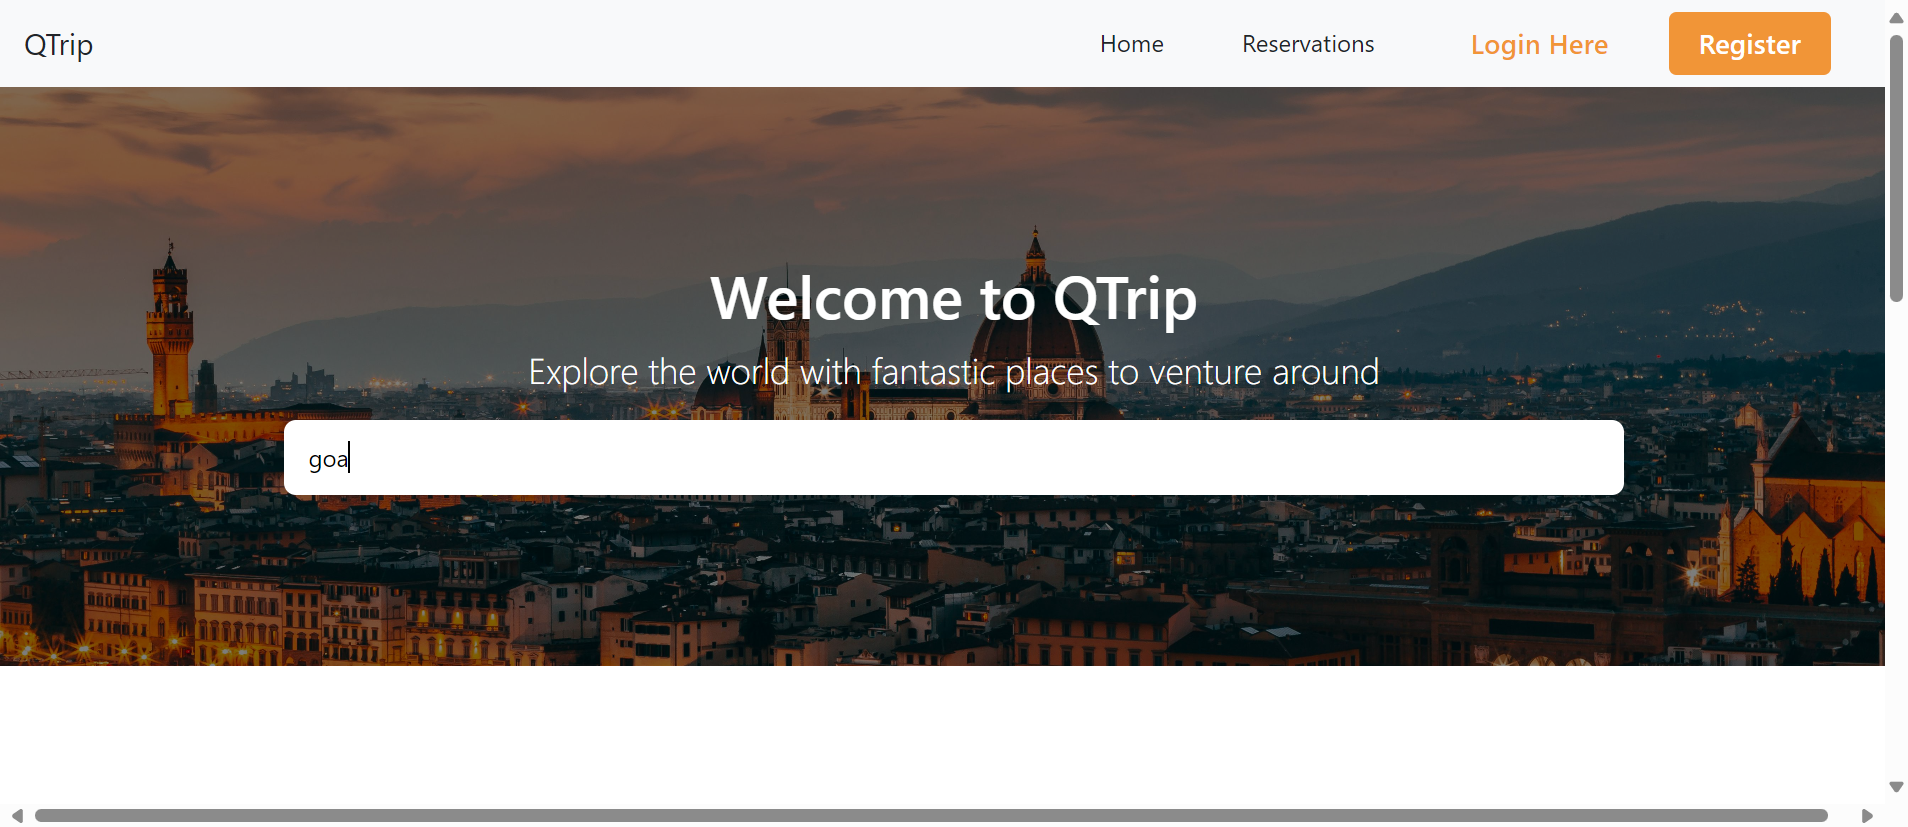 QTrip
Home
Reservations
Login Here
Register
Welcome to QTrip
Explore the world with fantastic places to venture around
goa